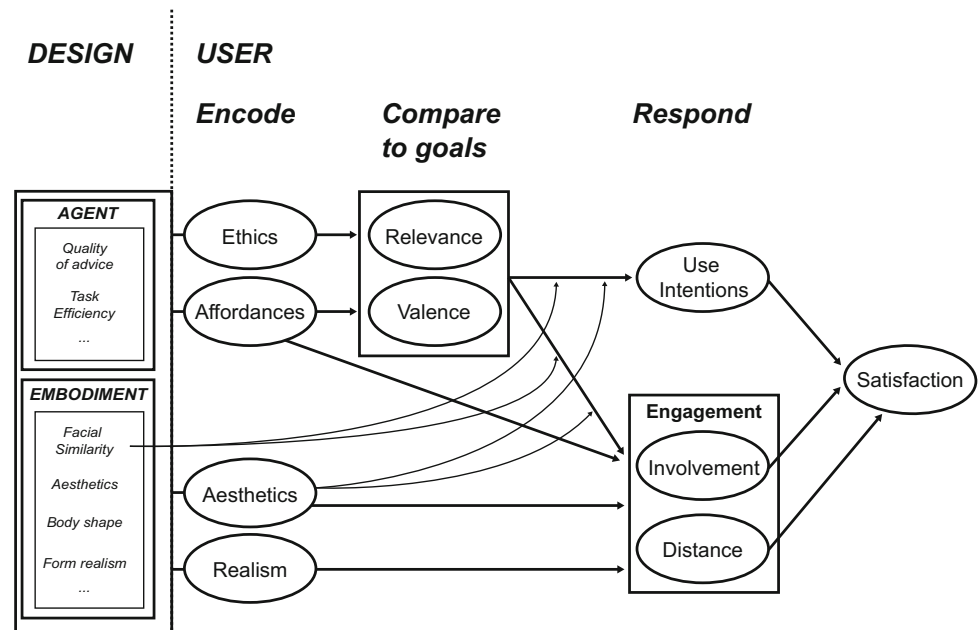 DESIGN
USER
Encode
Compare
to goals
Respond
AGENT
Quality
of advice
Task
Efficiency
...
EMBODIMENT
Facial
Similarity
Aesthetics
Body shape
Form realism
...
Ethics
Affordances
Aesthetics
Realism
Relevance
Valence
Use
Intentions
Engagement
Involvement
Distance
Satisfaction